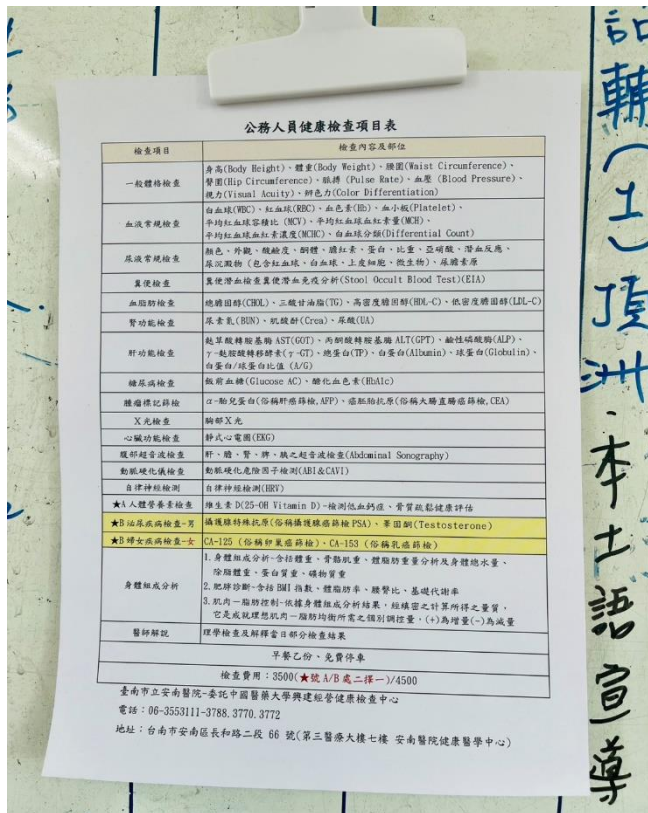 公務人員健康檢查項目表
檢查項目 檢查內容及部位
一般體格檢查 身高(Body Height)、體重(Body Weight)、腰圍(Waist Circumference)、
臀圍(Hip Circumference)、脈搏 (Pulse Rate)、血壓 (Blood Pressure)、
視力(Visual Acuity)、辨色力(Color Differentiation)
血液常規檢查 白血球(WBC)、紅血球(RBC)、血色素(Hb)、血小板(Platelet)、
平均紅血球容積比 (MCV)、平均紅血球血紅素量(MCH)、
平均紅血球血紅素濃度(MCHC)、白血球分類(Differential Count)
尿液常規檢查 顏色、外觀、酸鹼度、酮體、膽紅素、蛋白、比重、亞硝酸、潛血反應、
尿沉澱物 (包含紅血球、白血球、上皮細胞、微生物)、尿膽素原
糞便檢查 糞便潛血檢查糞便潛血免疫分析(Stool Occult Blood Test)(EIA)
血脂肪檢查 總膽固醇(CHOL)、三酸甘油脂(TG)、高密度膽固醇(HDL-C)、低密度膽固醇(LDL-C)
腎功能檢查 尿素氮(BUN)、肌酸酐(Crea)、尿酸(UA)
肝功能檢查 麩草酸轉胺基酶 AST(GOT)、丙酮酸轉胺基酶 ALT(GPT)、鹼性磷酸酶(ALP)、
γ-麩胺酸轉移酵素(γ-GT)、總蛋白(TP)、白蛋白(Albumin)、球蛋白(Globulin)、
白蛋白/球蛋白比值 (A/G)
糖尿病檢查 飯前血糖(Glucose AC)、醣化血色素(HbA1c)
腫瘤標記篩檢 α-胎兒蛋白(俗稱肝癌篩檢,AFP)、癌胚胎抗原(俗稱大腸直腸癌篩檢,CEA)
X光檢查 胸部X光
心臟功能檢查 靜式心電圖(EKG)
腹部超音波檢查 肝、膽、腎、脾、胰之超音波檢查(Abdominal Sonography)
動脈硬化儀檢查 動脈硬化危險因子檢測(ABI&CAVI)
自律神經檢測 自律神經檢測(HRV)
★A人體營養素檢查 維生素 D(25-OH Vitamin D)-檢測低血鈣症、骨質疏鬆健康評估
★B泌尿疾病檢查-男 攝護腺特殊抗原(俗稱攝護腺癌篩檢 PSA)、睪固酮(Testosterone)
★B婦女疾病檢查-女 CA-125 (俗稱卵巢癌篩檢)、CA-153 (俗稱乳癌篩檢)
身體組成分析 1.身體組成分析-含括體重、骨骼肌重、體脂肪重量分析及身體總水量、
除脂體重、蛋白質重、礦物質重
2.肥胖診斷-含括 BMI 指數、體脂肪率、腰臀比、基礎代謝率
3.肌肉-脂肪控制-依據身體組成分析結果,經縝密之計算所得之量質,
它是成就理想肌肉-脂肪均衡所需之個別調控量,(+)為增量(-)為減量
醫師解說 理學檢查及解釋當日部分檢查結果
早餐乙份、免費停車
檢查費用:3500(★號 A/B 處二擇一)/4500
臺南市立安南醫院-委託中國醫藥大學興建經營健康檢查中心
電話:06-3553111-3788.3770.3772
地址:台南市安南區長和路二段 66 號(第三醫療大樓七樓 安南醫院健康醫學中心)
輔(土)頂洲.本土語宣導